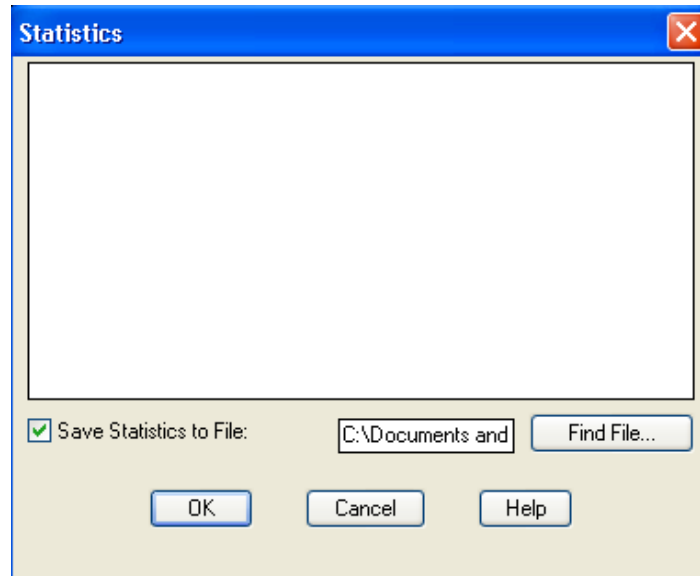 Statistics
Save Statistics to File:
C:\Documents and
Find File...
OK
Cancel
Help